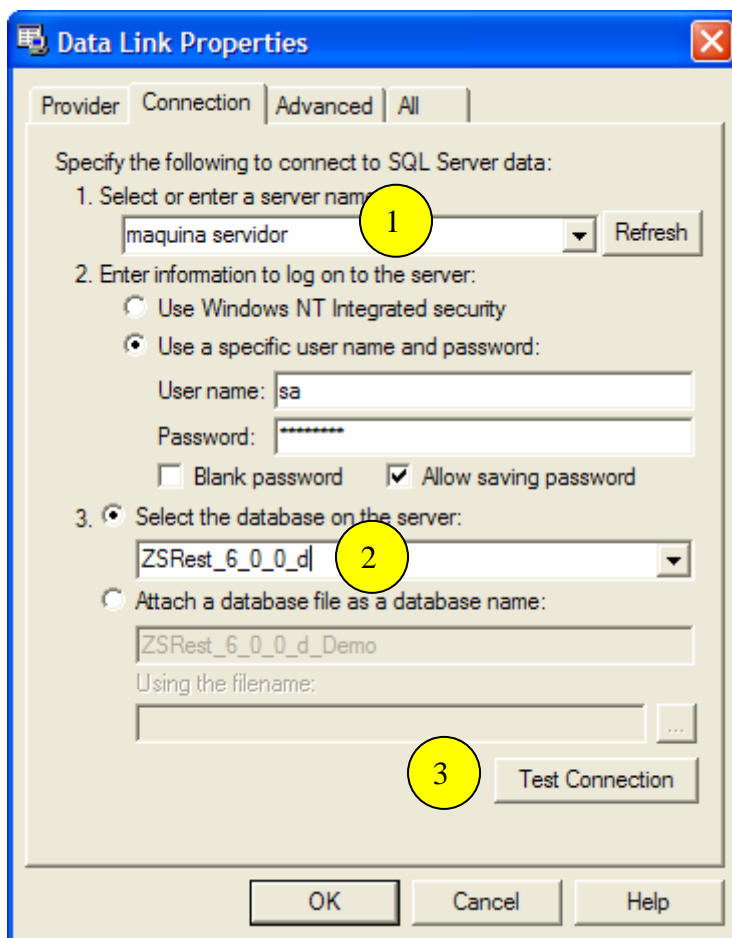 Data Link Properties
Provider Connection Advanced All
Specify the following to connect to SQL Server data:
1. Select or enter a server nam
1
maquina servidor Refresh
2. Enter information to log on to the server:
Use Windows NT Integrated security
Use a specific user name and password:
User name: sa
Password: ********
Blank password Allow saving password
3. Select the database on the server:
ZSRest_6_0_0_d 2
Attach a database file as a database name:
ZSRest_6_0_0_d_Demo
Using the filename:
...
3 Test Connection
OK Cancel Help